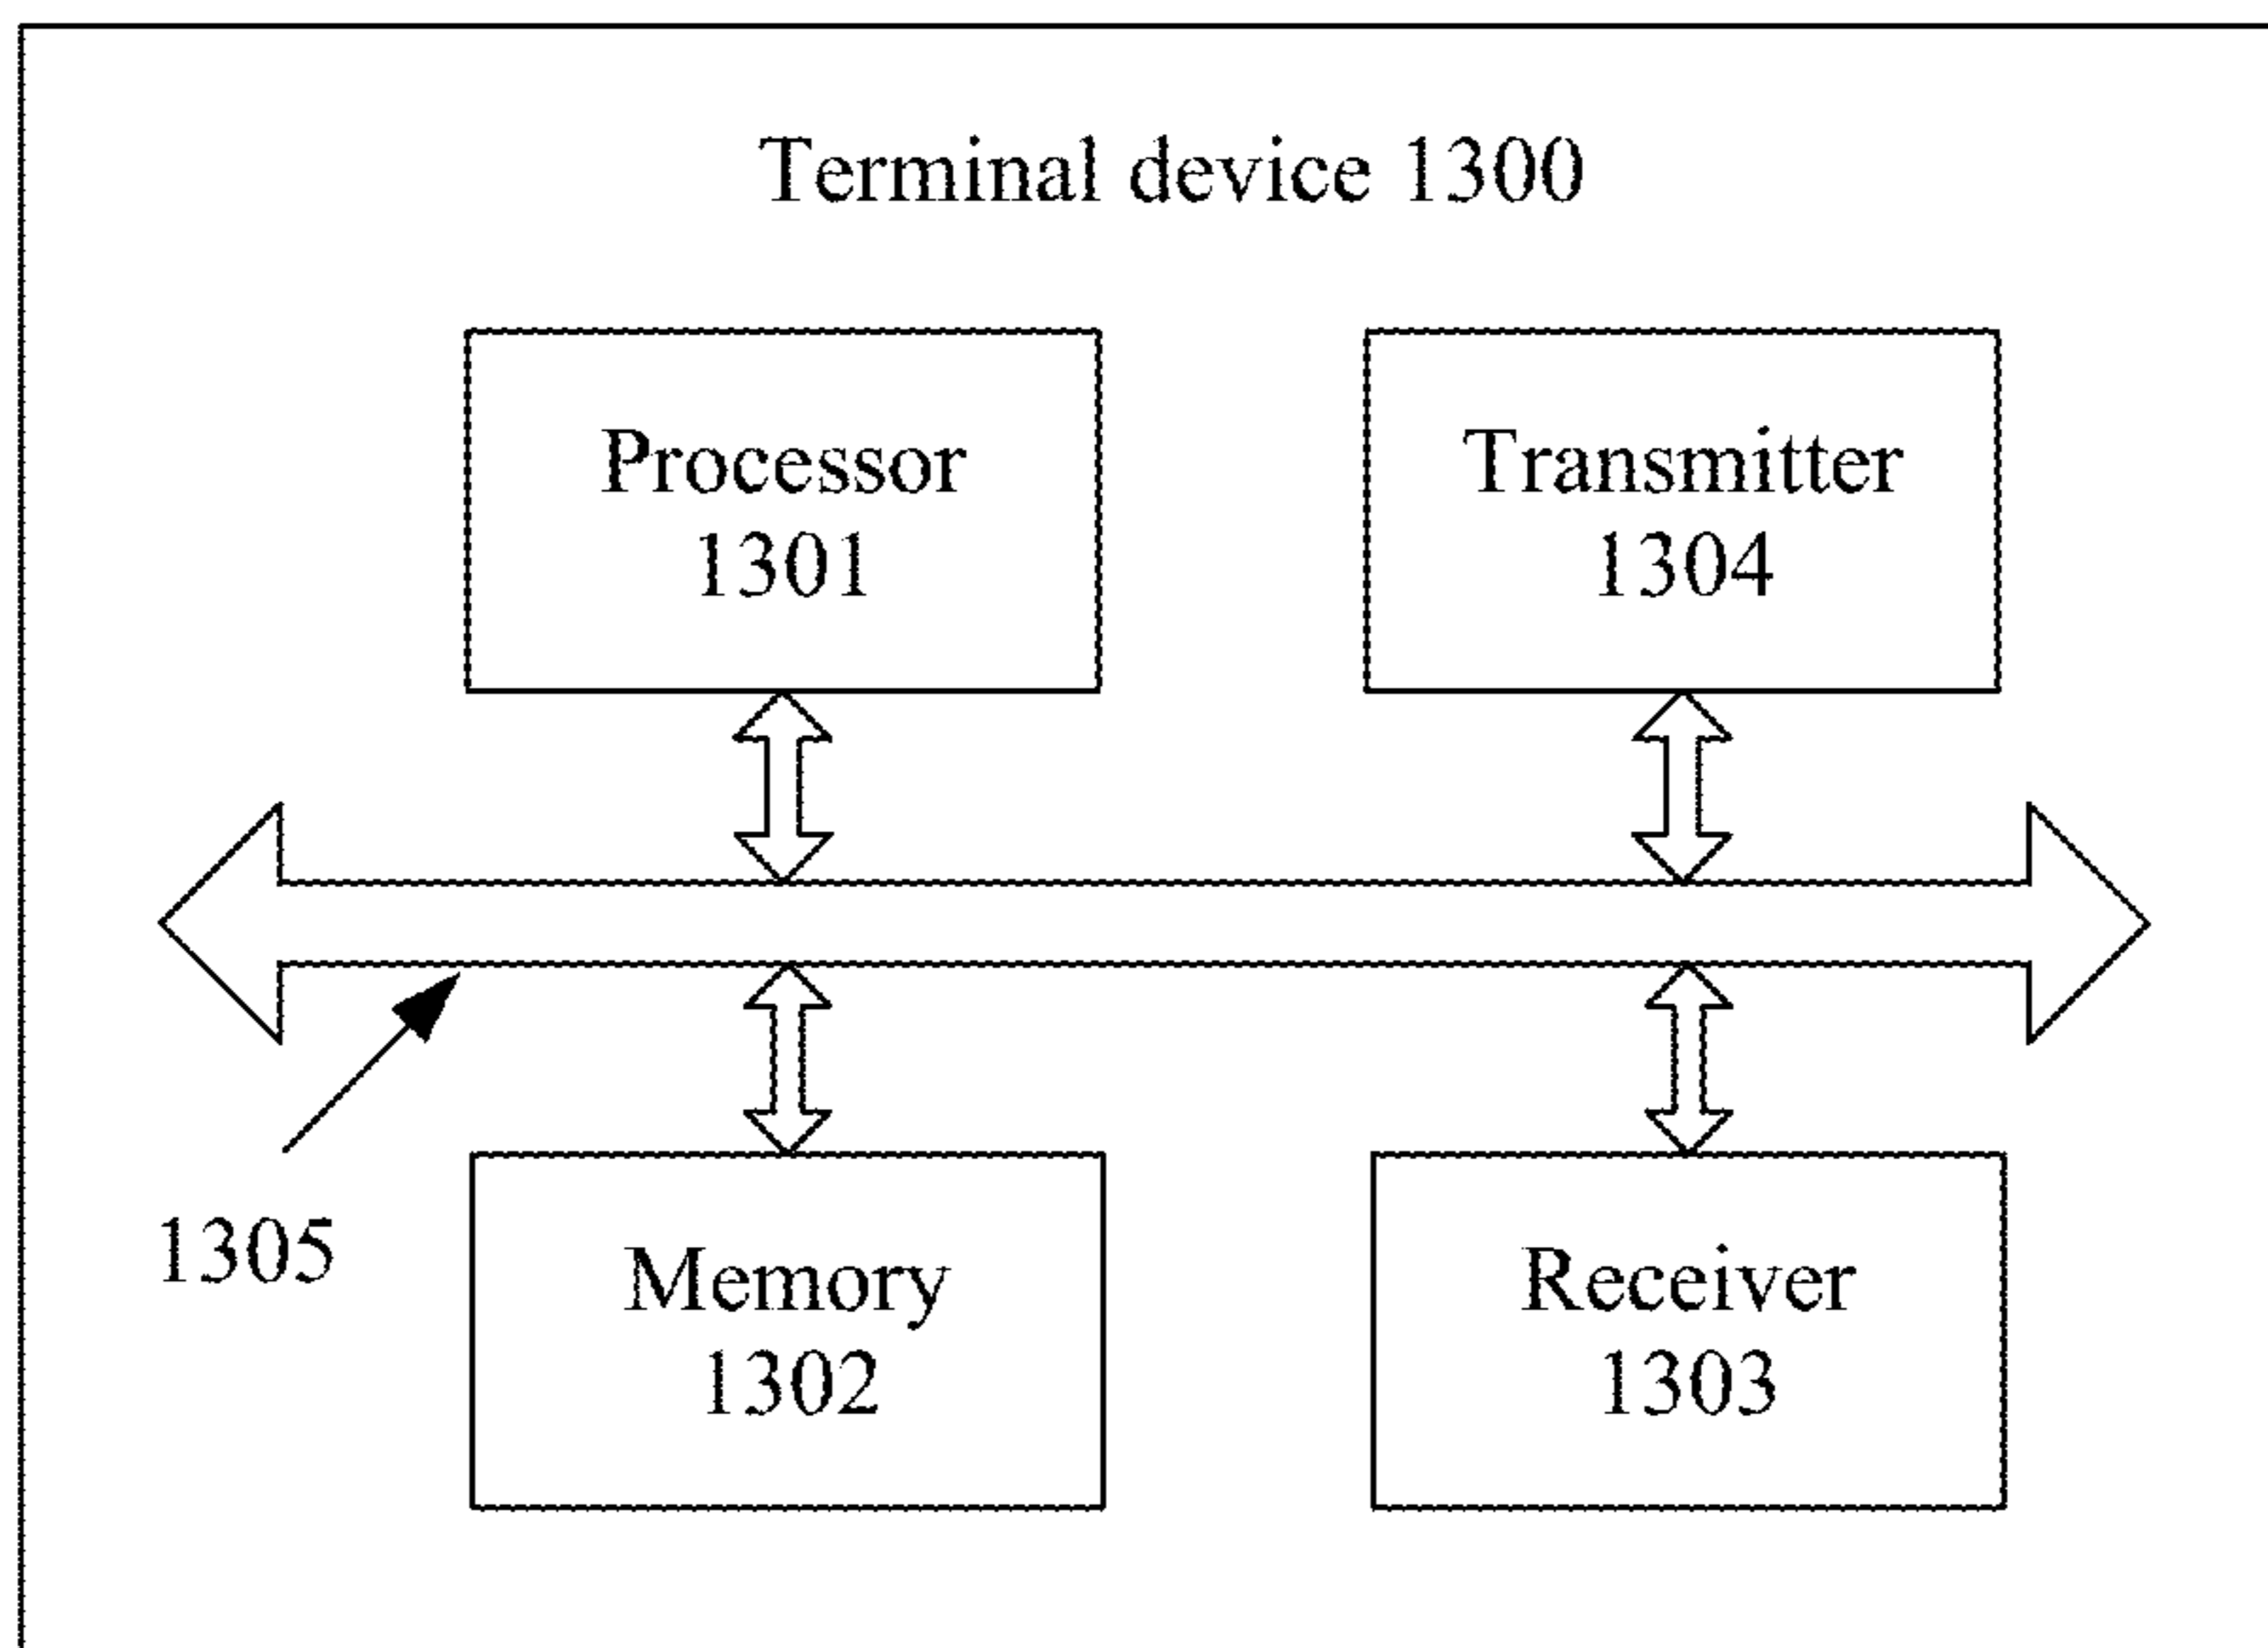 Terminal device 1300
Processor
1301
Transmitter
1304
1305
Memory
1302
Receiver
1303